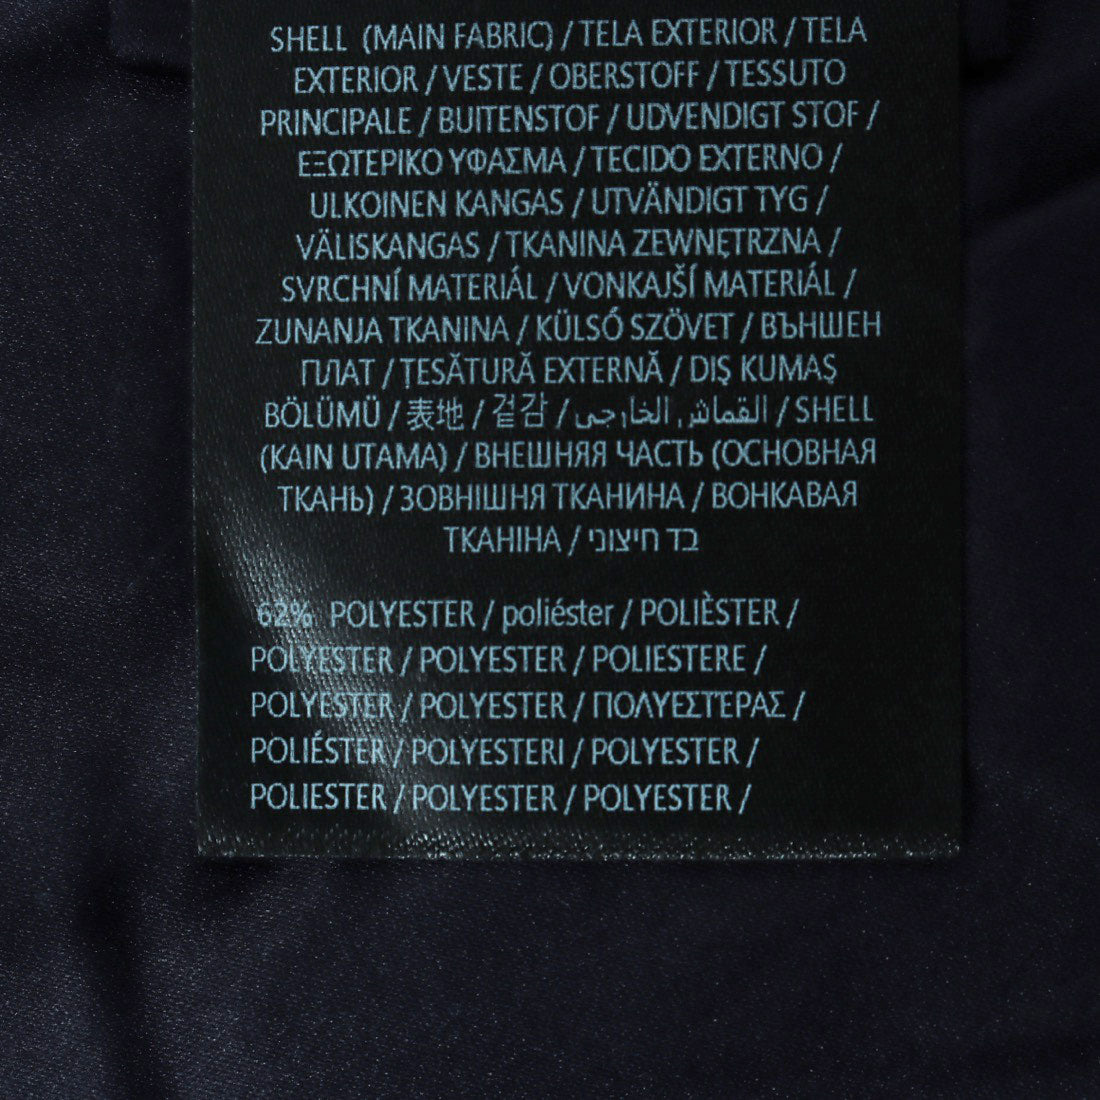 SHELL (MAIN FABRIC) / TELA EXTERIOR / TELA
EXTERIOR / VESTE / OBERSTOFF / TESSUTO
PRINCIPALE / BUITENSTOF / UDVENDIGT STOF /
ΕΞΩΤΕΡΙΚΟ ΥΦΑΣΜΑ / TECIDO EXTERNO /
ULKOINEN KANGAS / UTVÄNDIGT TYG /
VÄLISKANGAS / TKANINA ZEWNĘTRZNA /
SVRCHNÍ MATERIÁL / VONKAJŠÍ MATERIÁL /
ZUNANJA TKANINA / KÜLSŐ SZÖVET / ВЪНШЕН
ПЛАТ / ȚESĂTURĂ EXTERNĂ / DIŞ KUMAŞ
BÖLÜMÜ / 表地 / 겉감 / القماش الخارجى / SHELL
(KAIN UTAMA) / ВНЕШНЯЯ ЧАСТЬ (ОСНОВНАЯ
ТКАНЬ) / ЗОВНІШНЯ ТКАНИНА / ВОНКАВАЯ
ТКАНІНА / בד חיצוני
62% POLYESTER / poliéster / POLIÈSTER /
POLYESTER / POLYESTER / POLIESTERE /
POLYESTER / POLYESTER / ΠΟΛΥΕΣΤΈΡΑΣ /
POLIÉSTER / POLYESTERI / POLYESTER /
POLIESTER / POLYESTER / POLYESTER /